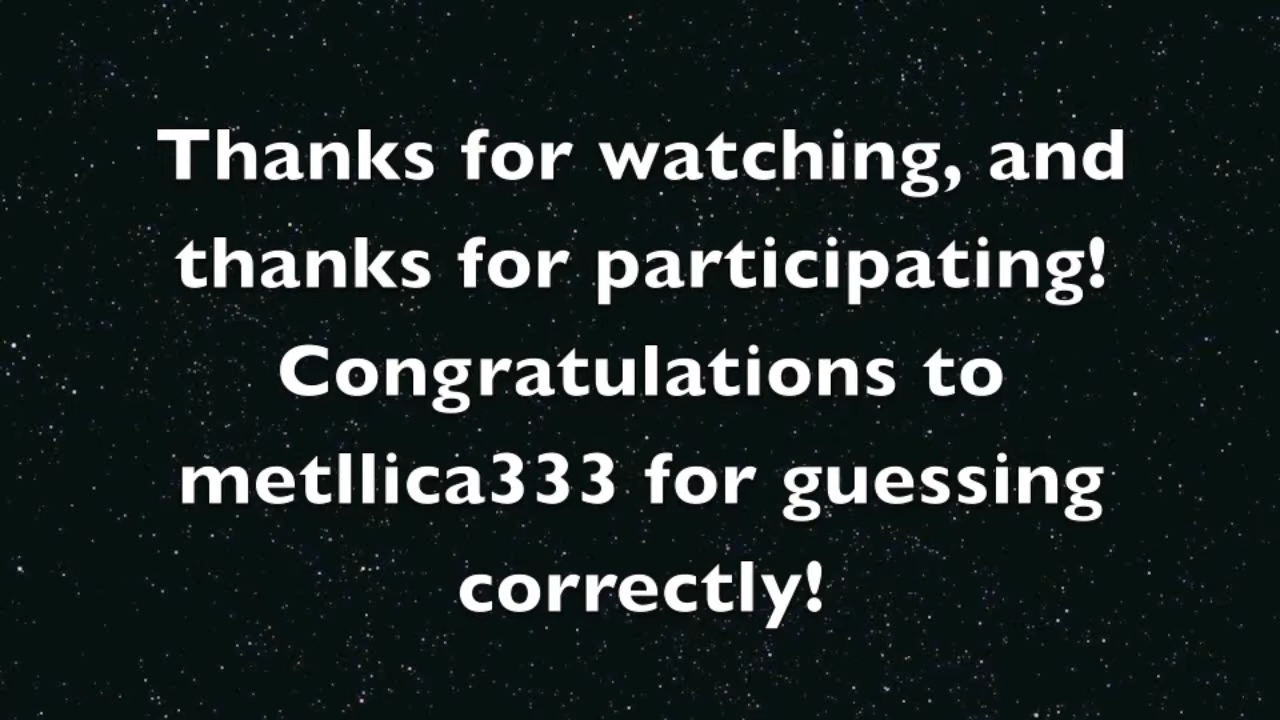 Thanks for watching, and
thanks for participating!
Congratulations to
metllica333 for guessing
correctly!